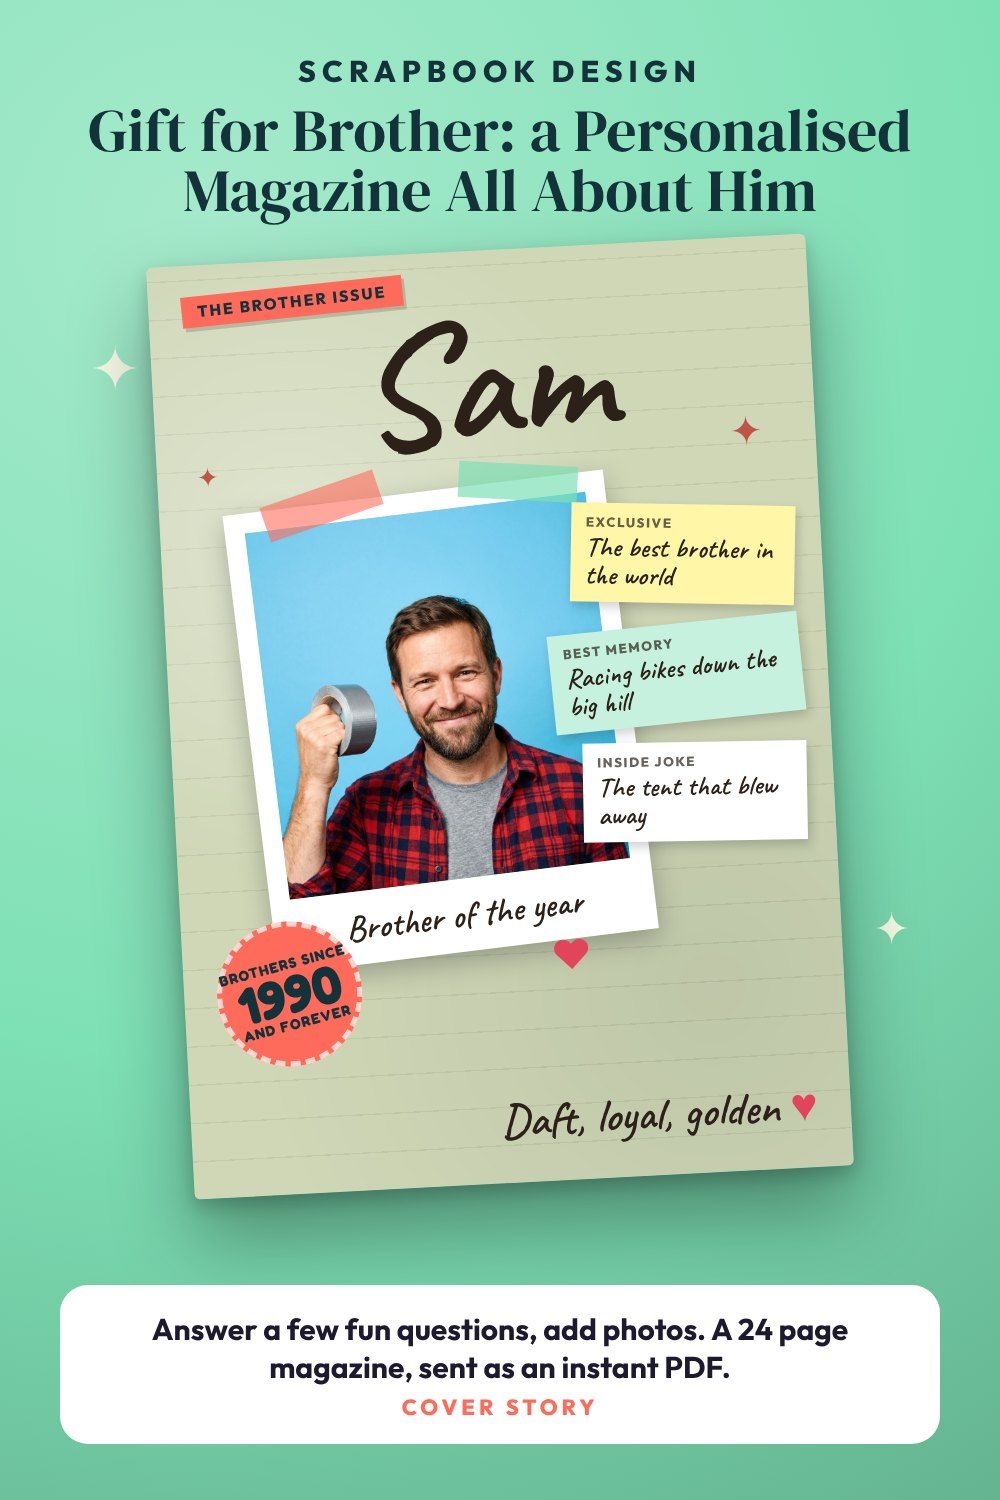 SCRAPBOOK DESIGN
Gift for Brother: a Personalised
Magazine All About Him
THE BROTHER ISSUE
Sam
EXCLUSIVE
The best brother in
the world
BEST MEMORY
Racing bikes down the
big hill
INSIDE JOKE
The tent that blew
away
Brother of the year
BROTHERS SINCE
1990
AND FOREVER
Daft, loyal, golden ♥
Answer a few fun questions, add photos. A 24 page
magazine, sent as an instant PDF.
COVER STORY